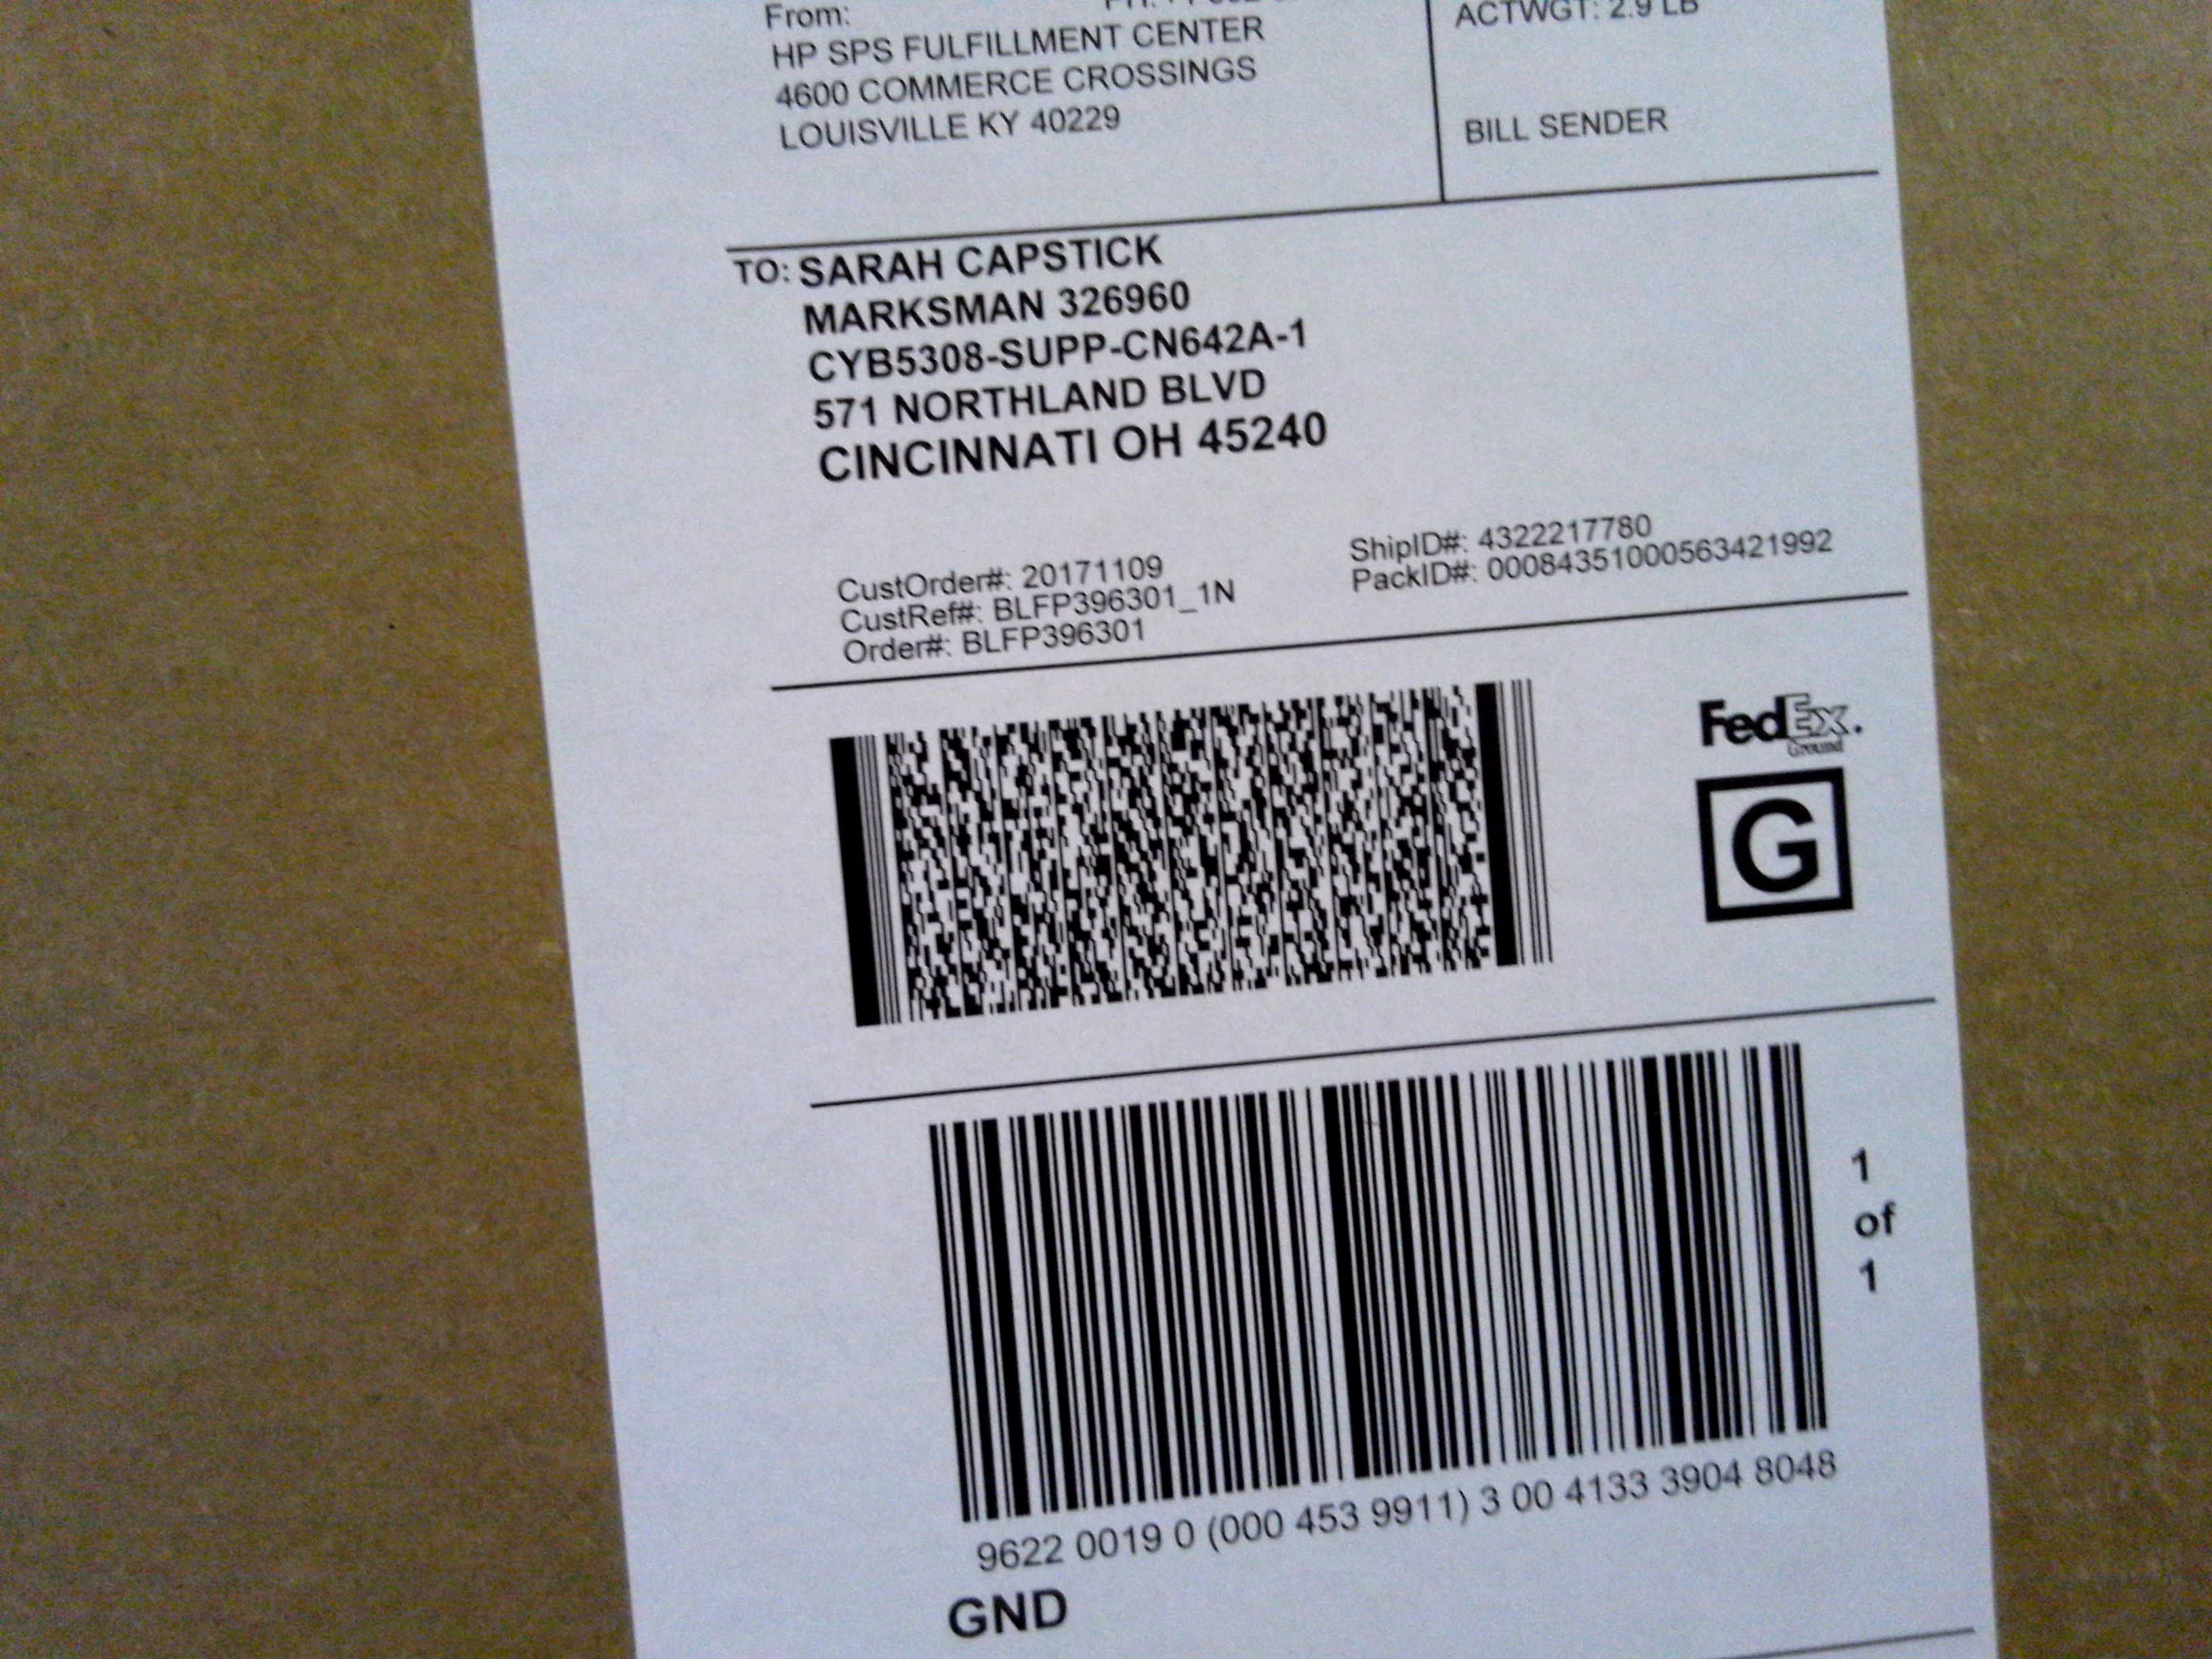 From:
HP SPS FULFILLMENT CENTER
4600 COMMERCE CROSSINGS
LOUISVILLE KY 40229
ACTWGT: 2.9 LB
BILL SENDER
TO: SARAH CAPSTICK
MARKSMAN 326960
CYB5308-SUPP-CN642A-1
571 NORTHLAND BLVD
CINCINNATI OH 45240
CustOrder#: 20171109
CustRef#: BLFP396301_1N
Order#: BLFP396301
ShipID#: 4322217780
PackID#: 00084351000563421992
FedEx.
Ground
G
1
of
1
9622 0019 0 (000 453 9911) 3 00 4133 3904 8048
GND